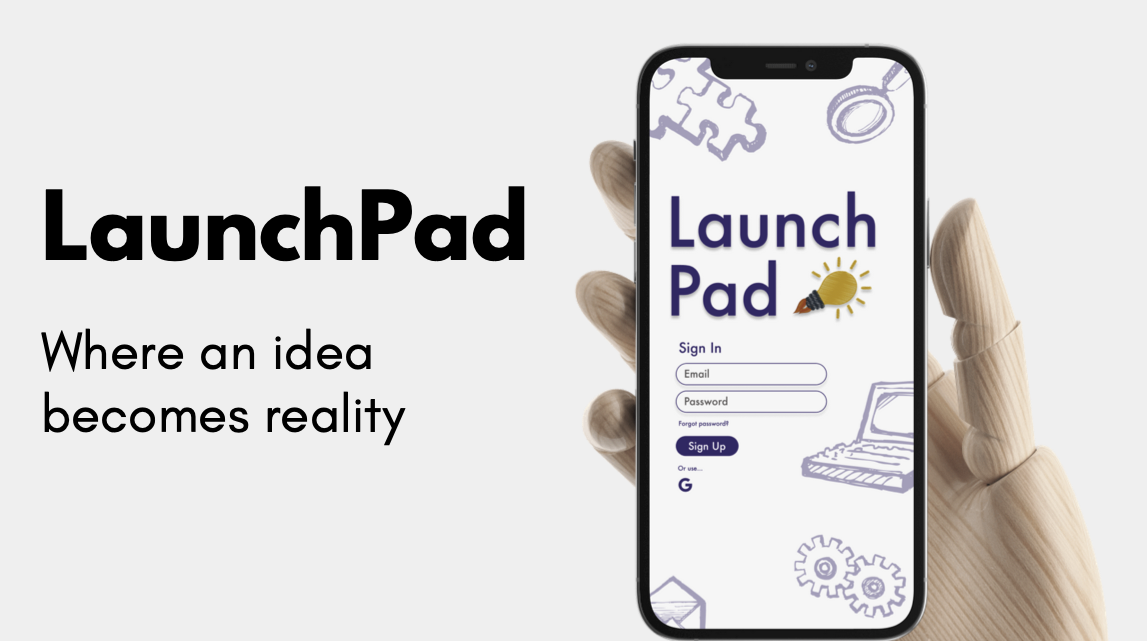 LaunchPad
Where an idea
becomes reality
Launch
Pad
Sign In
Email
Password
Forgot password?
Sign Up
Or use...
G